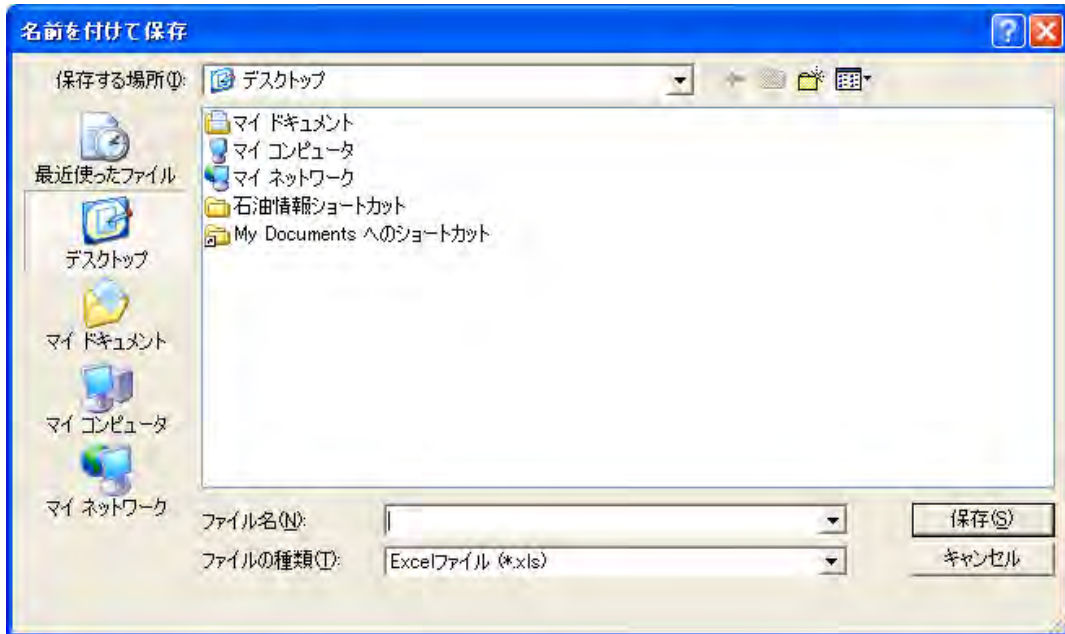 名前を付けて保存
保存する場所(I): デスクトップ
最近使ったファイル
デスクトップ
マイ ドキュメント
マイ コンピュータ
マイ ネットワーク
マイ ドキュメント
マイ コンピュータ
マイ ネットワーク
石油情報ショートカット
My Documents へのショートカット
ファイル名(N): 保存(S)
ファイルの種類(T): Excelファイル (*.xls) キャンセル